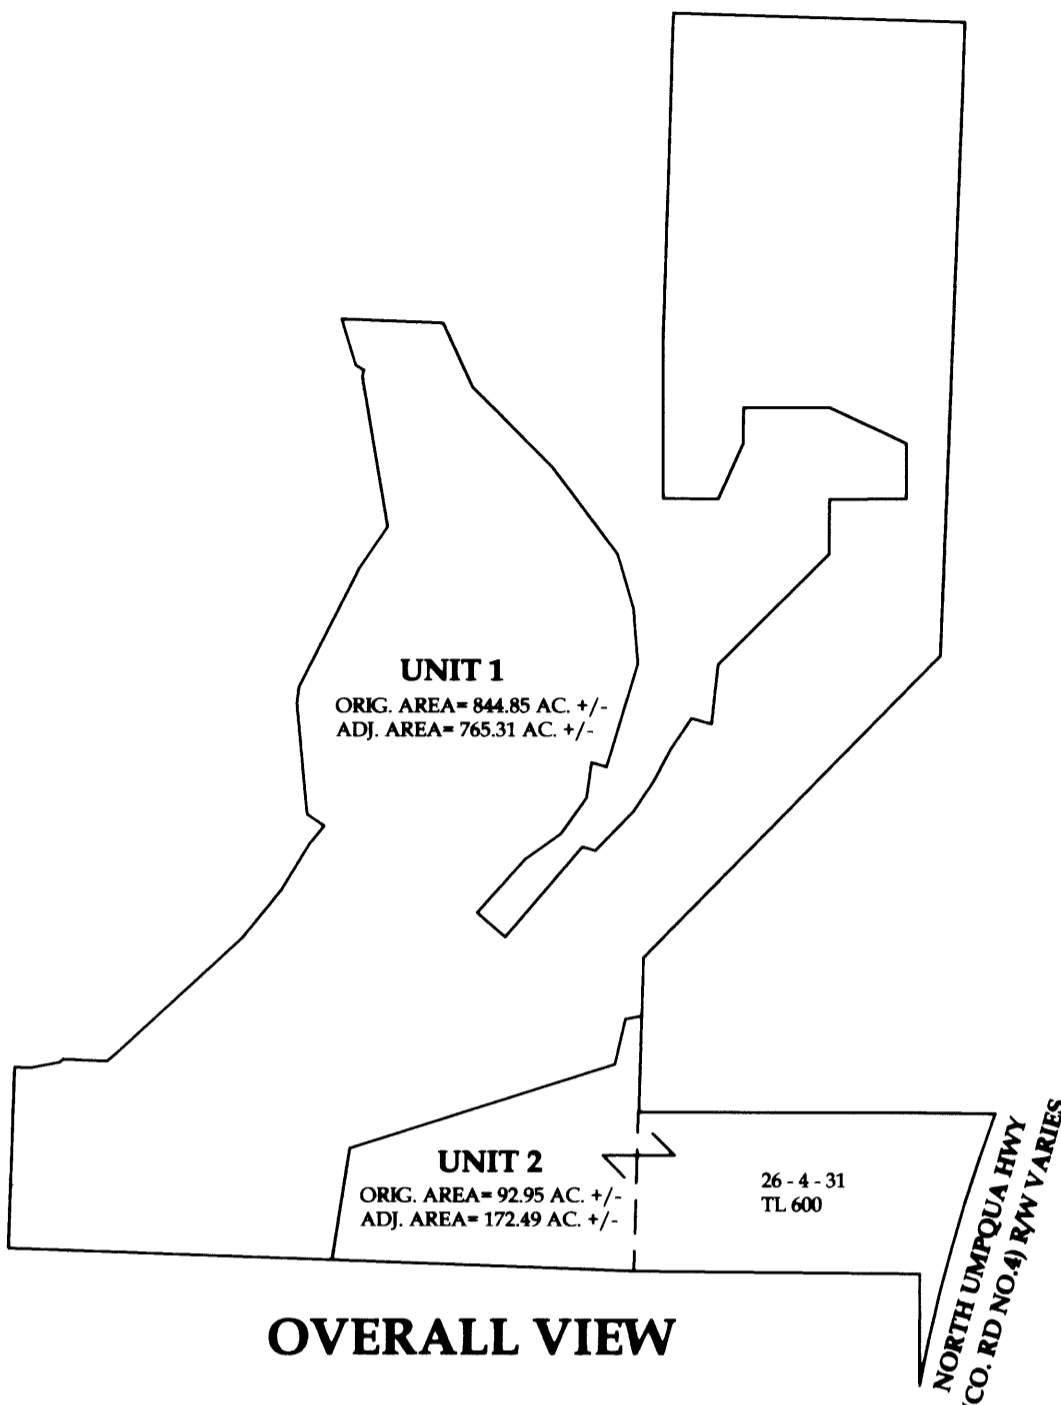 UNIT 1
ORIG. AREA= 844.85 AC. +/-
ADJ. AREA= 765.31 AC. +/-
UNIT 2
ORIG. AREA= 92.95 AC. +/-
ADJ. AREA= 172.49 AC. +/-
26 - 4 - 31
TL 600
NORTH UMPQUA HWY
(CO. RD NO.4) R/W VARIES
OVERALL VIEW